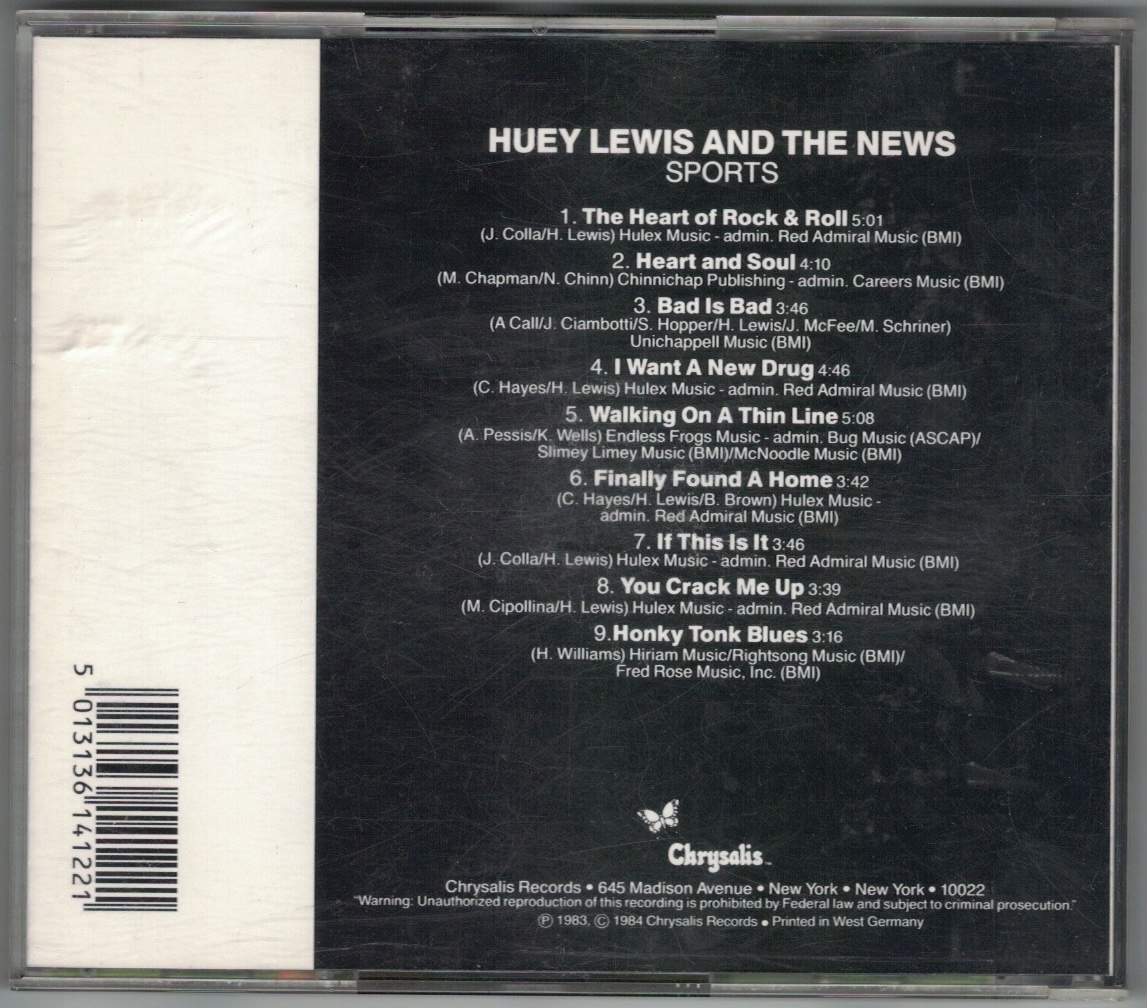 HUEY LEWIS AND THE NEWS
SPORTS
1. The Heart of Rock & Roll 5:01
(J. Colla/H. Lewis) Hulex Music - admin. Red Admiral Music (BMI)
2. Heart and Soul 4:10
(M. Chapman/N. Chinn) Chinnichap Publishing - admin. Careers Music (BMI)
3. Bad Is Bad 3:46
(A Call/J. Ciambotti/S. Hopper/H. Lewis/J. McFee/M. Schriner)
Unichappell Music (BMI)
4. I Want A New Drug 4:46
(C. Hayes/H. Lewis) Hulex Music - admin. Red Admiral Music (BMI)
5. Walking On A Thin Line 5:08
(A. Pessis/K. Wells) Endless Frogs Music - admin. Bug Music (ASCAP)/
Slimey Limey Music (BMI)/McNoodle Music (BMI)
6. Finally Found A Home 3:42
(C. Hayes/H. Lewis/B. Brown) Hulex Music -
admin. Red Admiral Music (BMI)
7. If This Is It 3:46
(J. Colla/H. Lewis) Hulex Music - admin. Red Admiral Music (BMI)
8. You Crack Me Up 3:39
(M. Cipollina/H. Lewis) Hulex Music - admin. Red Admiral Music (BMI)
9.Honky Tonk Blues 3:16
(H. Williams) Hiriam Music/Rightsong Music (BMI)/
Fred Rose Music, Inc. (BMI)
Chrysalis™
Chrysalis Records • 645 Madison Avenue • New York • New York • 10022
"Warning: Unauthorized reproduction of this recording is prohibited by Federal law and subject to criminal prosecution."
℗ 1983, © 1984 Chrysalis Records • Printed in West Germany
5 013136 141221